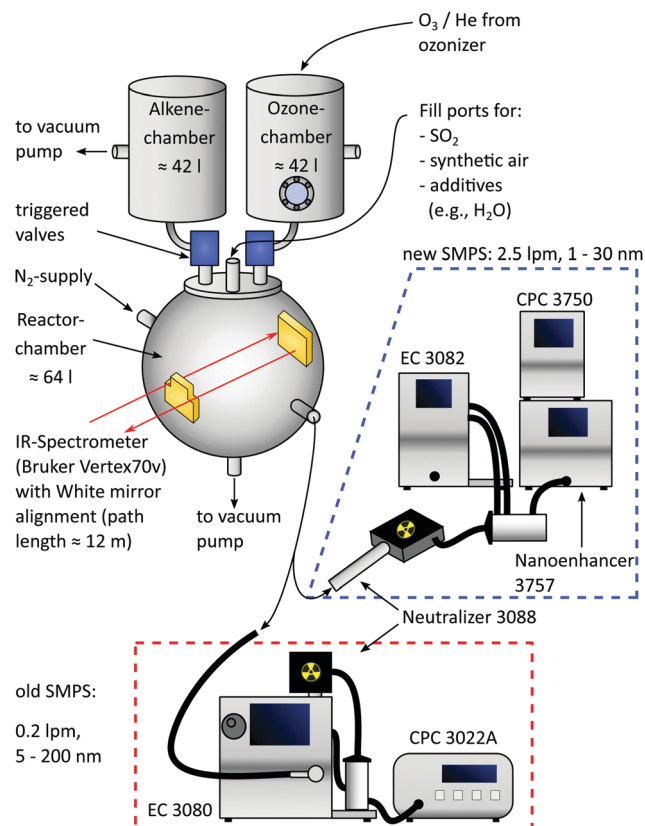 O₃ / He from
ozonizer
Alkene-
chamber
≈ 42 l
Ozone-
chamber
≈ 42 l
to vacuum
pump
Fill ports for:
- SO₂
- synthetic air
- additives
(e.g., H₂O)
triggered
valves
N₂-supply
Reactor-
chamber
≈ 64 l
new SMPS: 2.5 lpm, 1 - 30 nm
CPC 3750
EC 3082
IR-Spectrometer
(Bruker Vertex70v)
with White mirror
alignment (path
length ≈ 12 m)
to vacuum
pump
Nanoenhancer
3757
Neutralizer 3088
old SMPS:
0.2 lpm,
5 - 200 nm
CPC 3022A
EC 3080